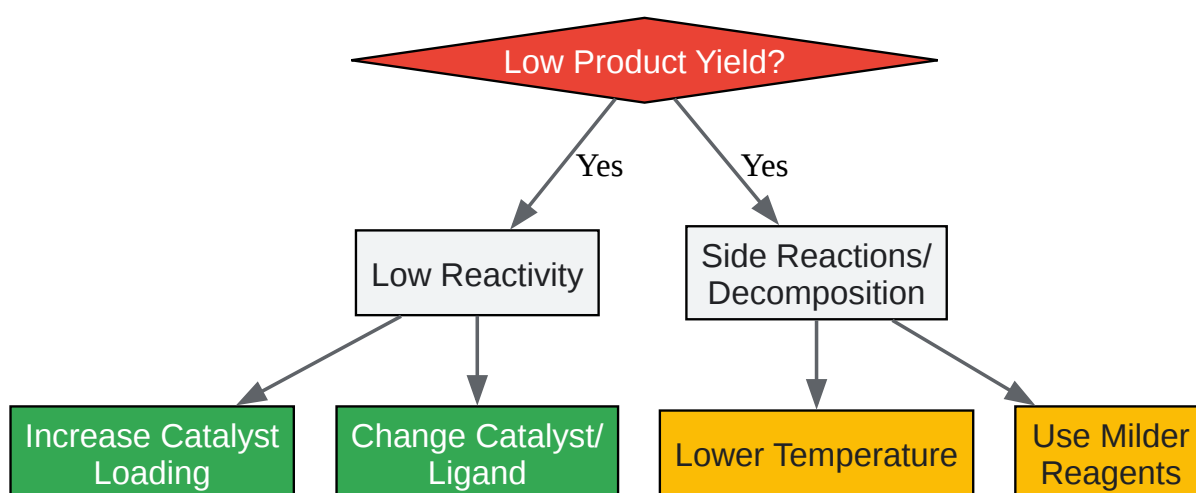 Low Product Yield?
Yes
Yes
Low Reactivity
Side Reactions/
Decomposition
Increase Catalyst
Loading
Change Catalyst/
Ligand
Lower Temperature
Use Milder
Reagents